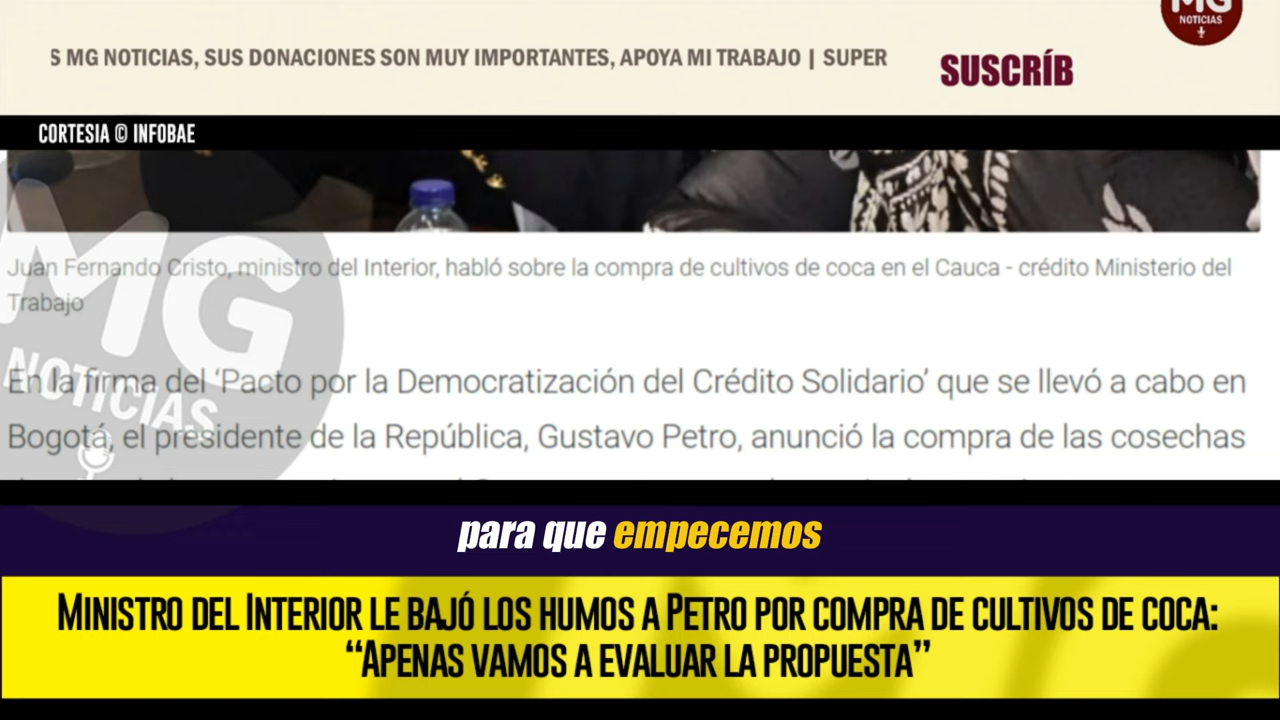 MG
NOTICIAS
S MG NOTICIAS, SUS DONACIONES SON MUY IMPORTANTES, APOYA MI TRABAJO | SUPER
SUSCRÍB
CORTESIA © INFOBAE
Juan Fernando Cristo, ministro del Interior, habló sobre la compra de cultivos de coca en el Cauca - crédito Ministerio del
Trabajo
MG
NOTICIAS
En la firma del ‘Pacto por la Democratización del Crédito Solidario’ que se llevó a cabo en
Bogotá, el presidente de la República, Gustavo Petro, anunció la compra de las cosechas
para que empecemos
MINISTRO DEL INTERIOR LE BAJÓ LOS HUMOS A PETRO POR COMPRA DE CULTIVOS DE COCA:
“APENAS VAMOS A EVALUAR LA PROPUESTA”